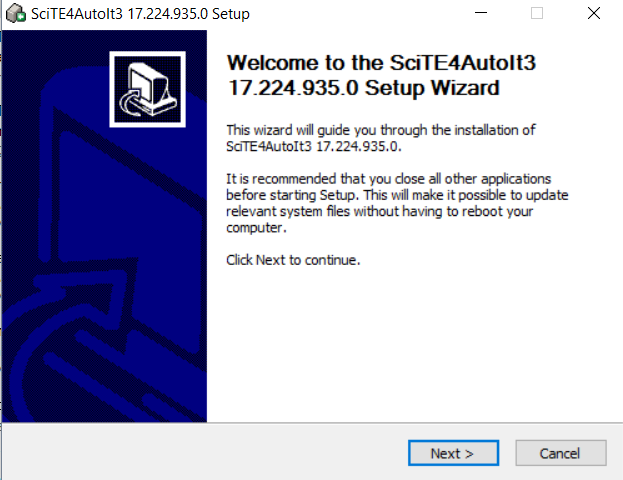 SciTE4AutoIt3 17.224.935.0 Setup
Welcome to the SciTE4AutoIt3
17.224.935.0 Setup Wizard
This wizard will guide you through the installation of
SciTE4AutoIt3 17.224.935.0.
It is recommended that you close all other applications
before starting Setup. This will make it possible to update
relevant system files without having to reboot your
computer.
Click Next to continue.
Next >
Cancel